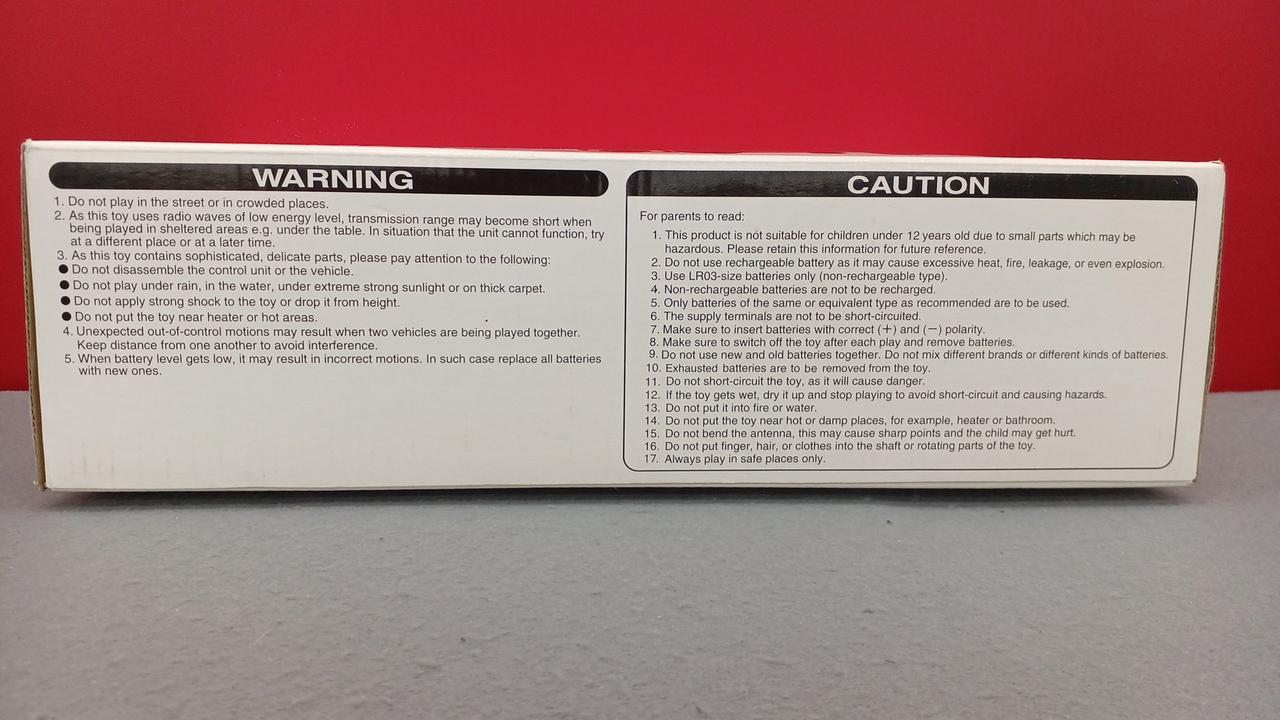 WARNING
1. Do not play in the street or in crowded places.
2. As this toy uses radio waves of low energy level, transmission range may become short when
being played in sheltered areas e.g. under the table. In situation that the unit cannot function, try
at a different place or at a later time.
3. As this toy contains sophisticated, delicate parts, please pay attention to the following:
● Do not disassemble the control unit or the vehicle.
● Do not play under rain, in the water, under extreme strong sunlight or on thick carpet.
● Do not apply strong shock to the toy or drop it from height.
● Do not put the toy near heater or hot areas.
4. Unexpected out-of-control motions may result when two vehicles are being played together.
Keep distance from one another to avoid interference.
5. When battery level gets low, it may result in incorrect motions. In such case replace all batteries
with new ones.
CAUTION
For parents to read:
1. This product is not suitable for children under 12 years old due to small parts which may be
hazardous. Please retain this information for future reference.
2. Do not use rechargeable battery as it may cause excessive heat, fire, leakage, or even explosion.
3. Use LR03-size batteries only (non-rechargeable type).
4. Non-rechargeable batteries are not to be recharged.
5. Only batteries of the same or equivalent type as recommended are to be used.
6. The supply terminals are not to be short-circuited.
7. Make sure to insert batteries with correct (+) and (−) polarity.
8. Make sure to switch off the toy after each play and remove batteries.
9. Do not use new and old batteries together. Do not mix different brands or different kinds of batteries.
10. Exhausted batteries are to be removed from the toy.
11. Do not short-circuit the toy, as it will cause danger.
12. If the toy gets wet, dry it up and stop playing to avoid short-circuit and causing hazards.
13. Do not put it into fire or water.
14. Do not put the toy near hot or damp places, for example, heater or bathroom.
15. Do not bend the antenna, this may cause sharp points and the child may get hurt.
16. Do not put finger, hair, or clothes into the shaft or rotating parts of the toy.
17. Always play in safe places only.